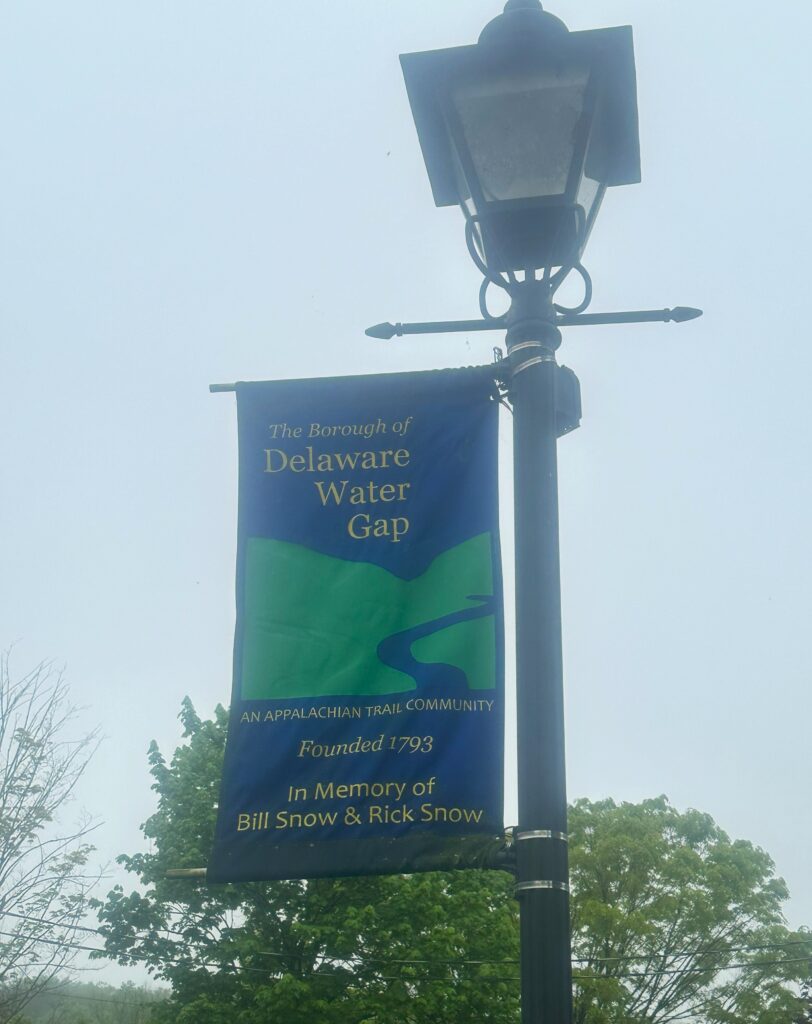 The Borough of
Delaware
Water
Gap
AN APPALACHIAN TRAIL COMMUNITY
Founded 1793
In Memory of
Bill Snow & Rick Snow